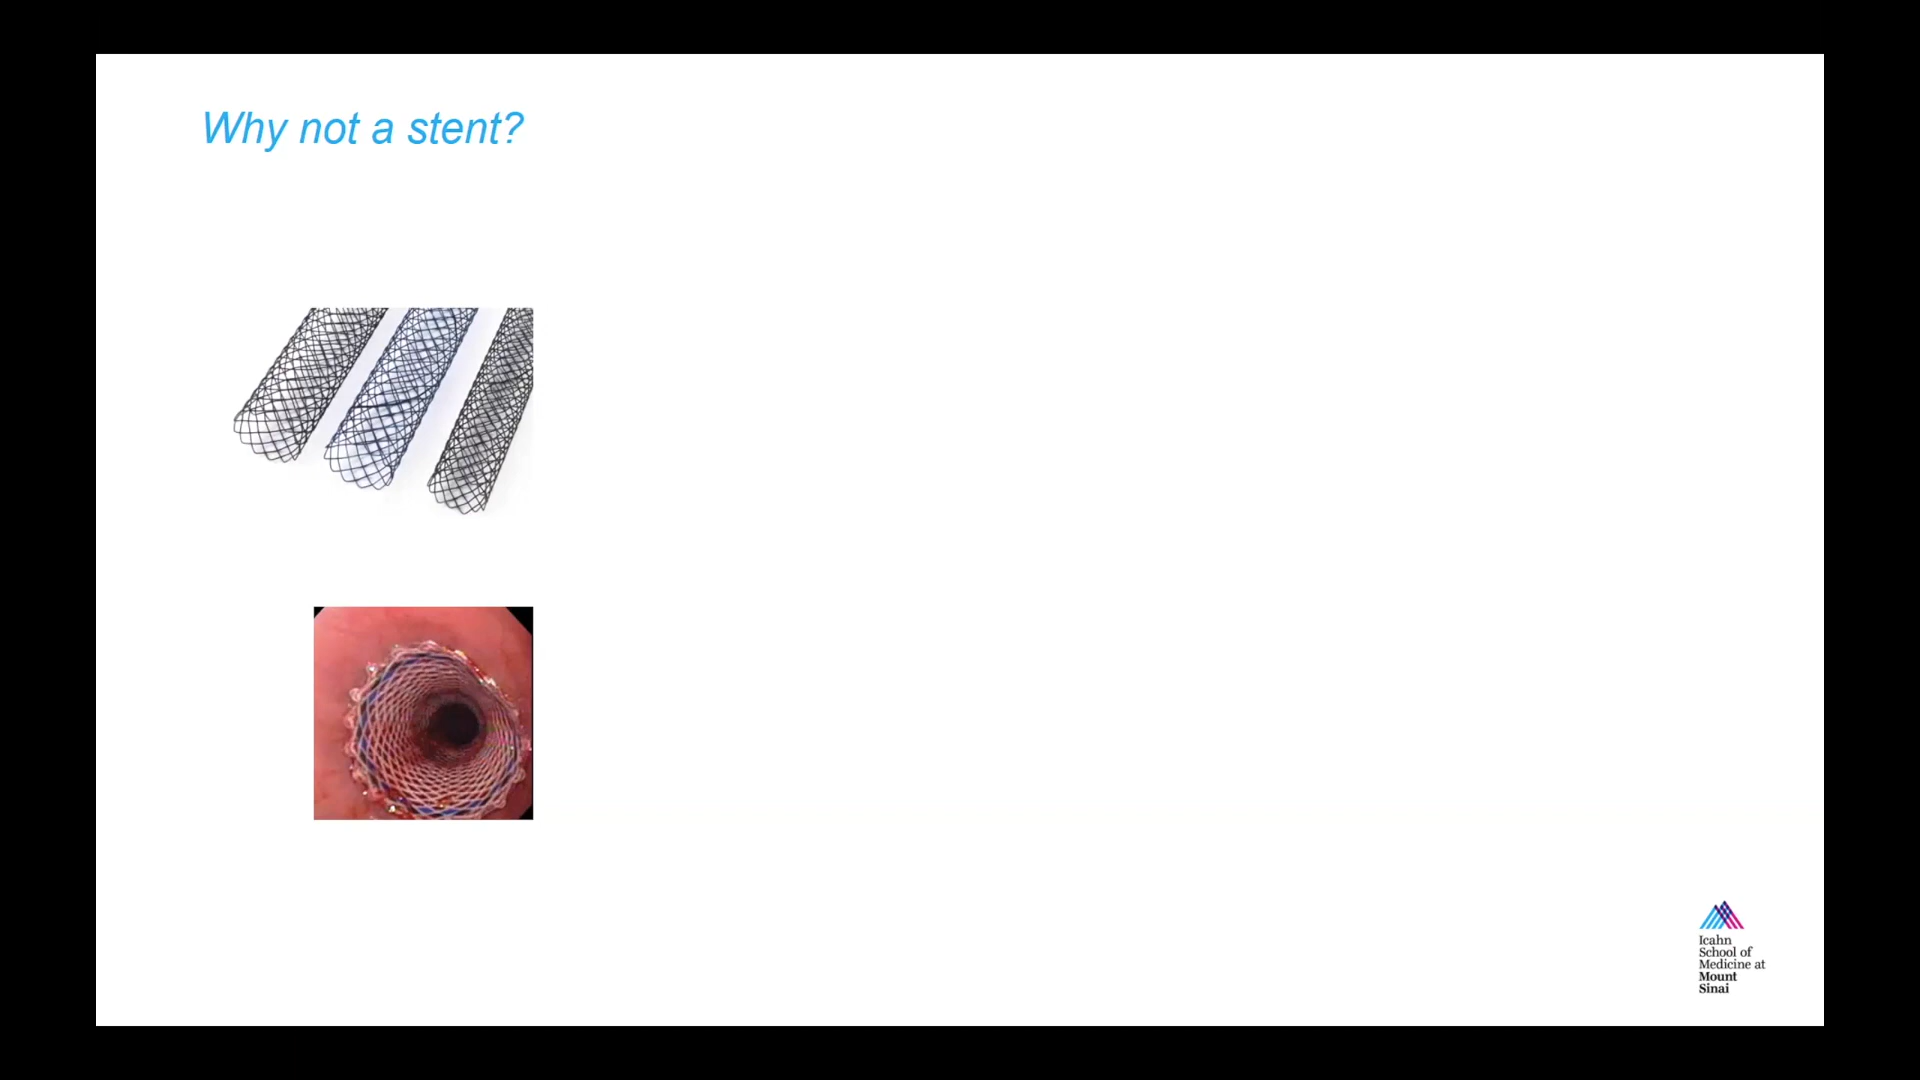 Why not a stent?
Icahn
School of
Medicine at
Mount
Sinai